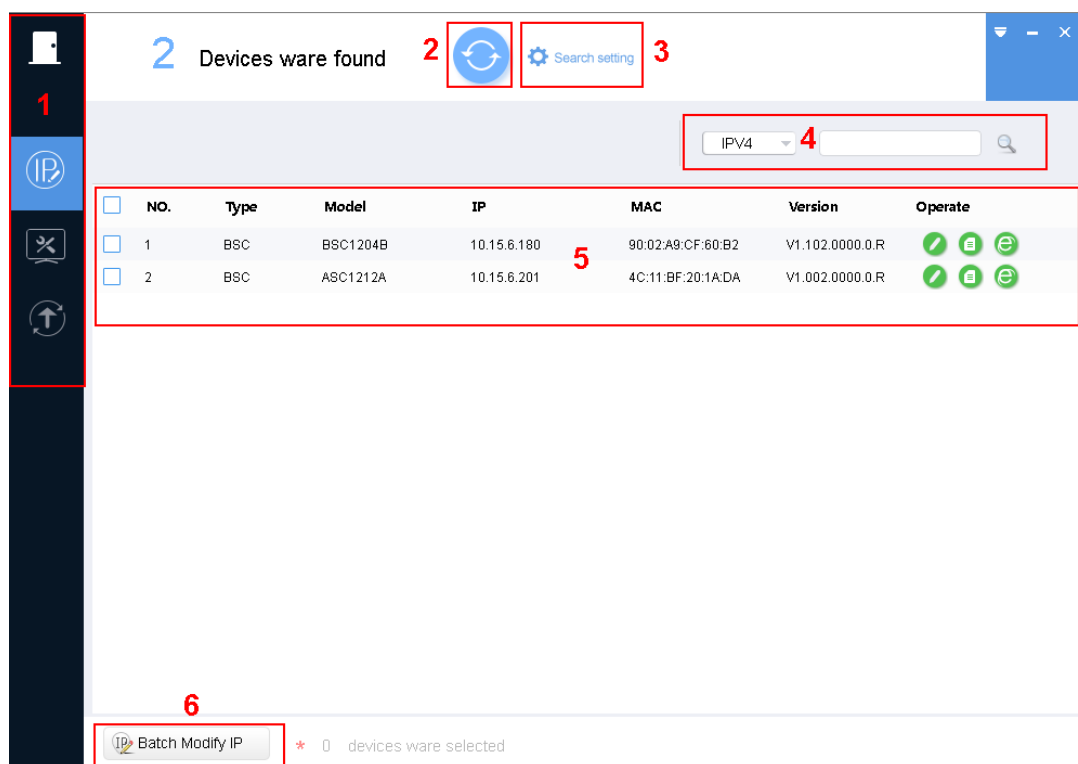 1
2 Devices ware found
2
Search setting
3
IPV4
4
NO. Type Model IP MAC Version Operate
1 BSC BSC1204B 10.15.6.180 90:02:A9:CF:60:B2 V1.102.0000.0.R
5
2 BSC ASC1212A 10.15.6.201 4C:11:BF:20:1A:DA V1.002.0000.0.R
6
IP Batch Modify IP
* 0 devices ware selected
IP